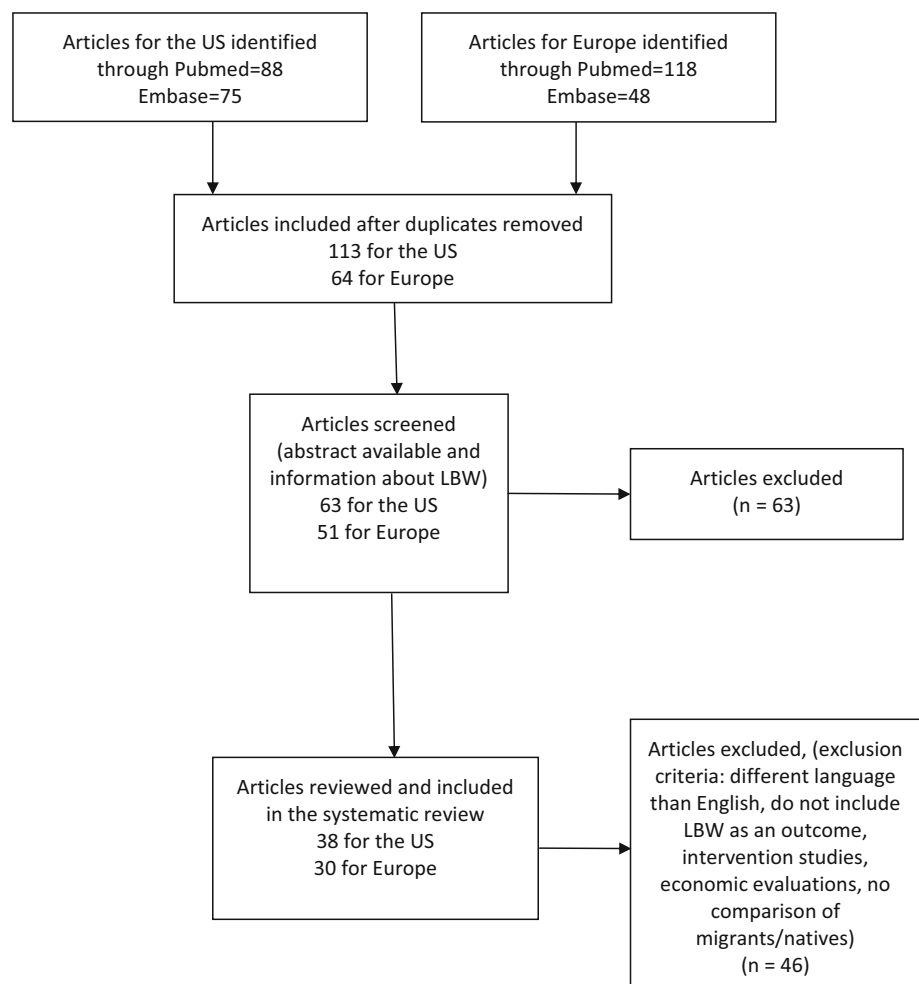 Articles for the US identified
through Pubmed=88
Embase=75
Articles for Europe identified
through Pubmed=118
Embase=48
Articles included after duplicates removed
113 for the US
64 for Europe
Articles screened
(abstract available and
information about LBW)
63 for the US
51 for Europe
Articles excluded
(n = 63)
Articles reviewed and included
in the systematic review
38 for the US
30 for Europe
Articles excluded, (exclusion
criteria: different language
than English, do not include
LBW as an outcome,
intervention studies,
economic evaluations, no
comparison of
migrants/natives)
(n = 46)